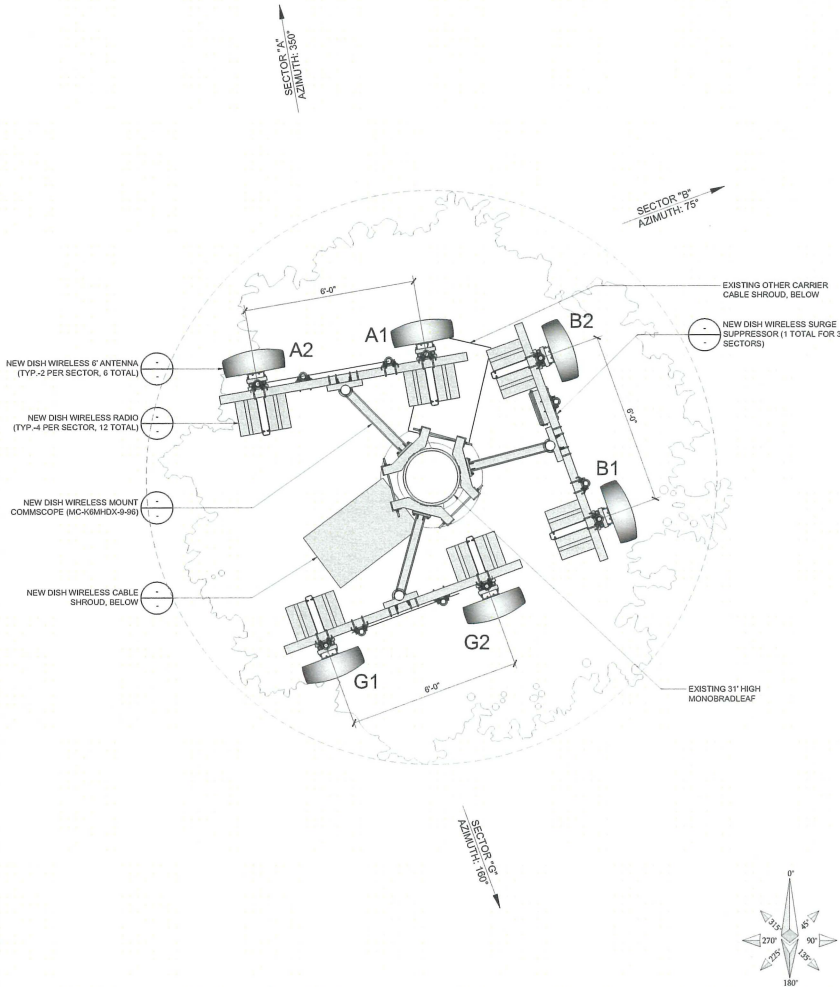 SECTOR "A"
AZIMUTH: 350°
SECTOR "B"
AZIMUTH: 75°
6'-0"
EXISTING OTHER CARRIER
CABLE SHROUD, BELOW
A2
A1
B2
-
-
NEW DISH WIRELESS SURGE
SUPPRESSOR (1 TOTAL FOR 3
SECTORS)
NEW DISH WIRELESS 6' ANTENNA
(TYP.-2 PER SECTOR, 6 TOTAL)
-
-
NEW DISH WIRELESS RADIO
(TYP.-4 PER SECTOR, 12 TOTAL)
-
-
6'-0"
B1
NEW DISH WIRELESS MOUNT
COMMSCOPE (MC-K6MHDX-9-96)
-
-
NEW DISH WIRELESS CABLE
SHROUD, BELOW
-
-
G2
G1
6'-0"
EXISTING 31' HIGH
MONOBRADLEAF
SECTOR "G"
AZIMUTH: 160°
0°
315°
45°
270°
90°
225°
135°
180°